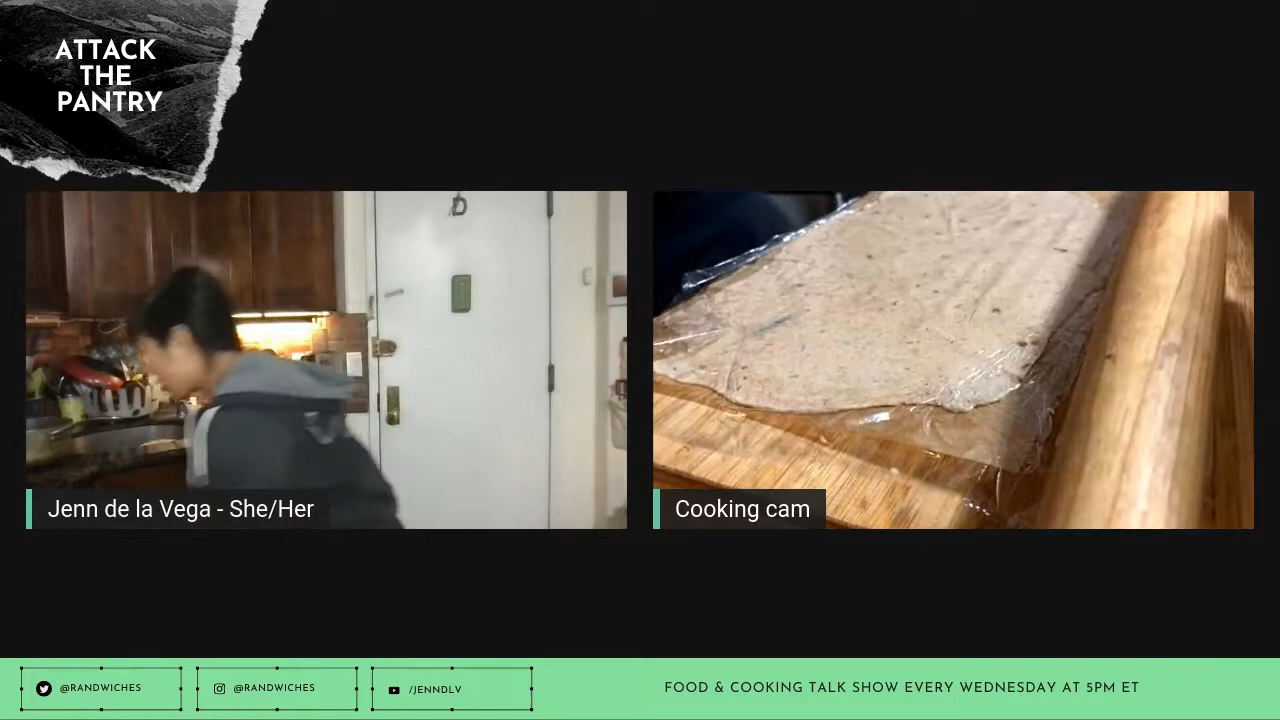 ATTACK
THE
PANTRY
D
Jenn de la Vega - She/Her
Cooking cam
@RANDWICHES
@RANDWICHES
/JENNDLV
FOOD & COOKING TALK SHOW EVERY WEDNESDAY AT 5PM ET